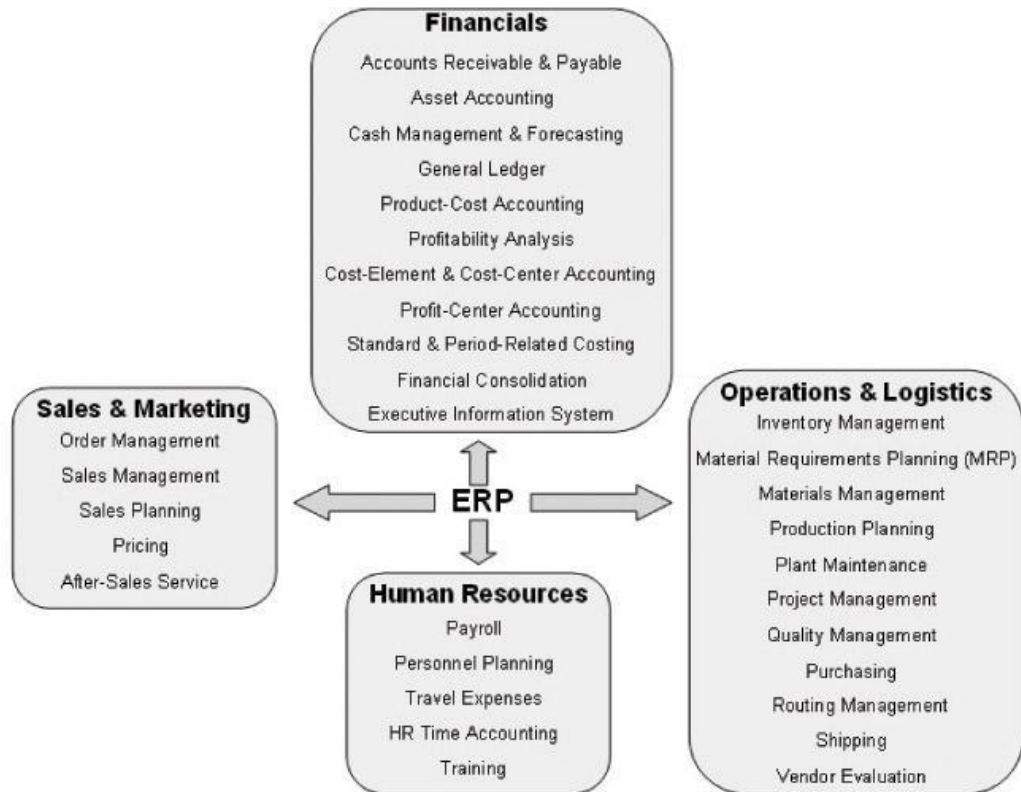 Financials
Accounts Receivable & Payable
Asset Accounting
Cash Management & Forecasting
General Ledger
Product-Cost Accounting
Profitability Analysis
Cost-Element & Cost-Center Accounting
Profit-Center Accounting
Standard & Period-Related Costing
Financial Consolidation
Executive Information System
Sales & Marketing
Order Management
Sales Management
Sales Planning
Pricing
After-Sales Service
ERP
Operations & Logistics
Inventory Management
Material Requirements Planning (MRP)
Materials Management
Production Planning
Plant Maintenance
Project Management
Quality Management
Purchasing
Routing Management
Shipping
Vendor Evaluation
Human Resources
Payroll
Personnel Planning
Travel Expenses
HR Time Accounting
Training